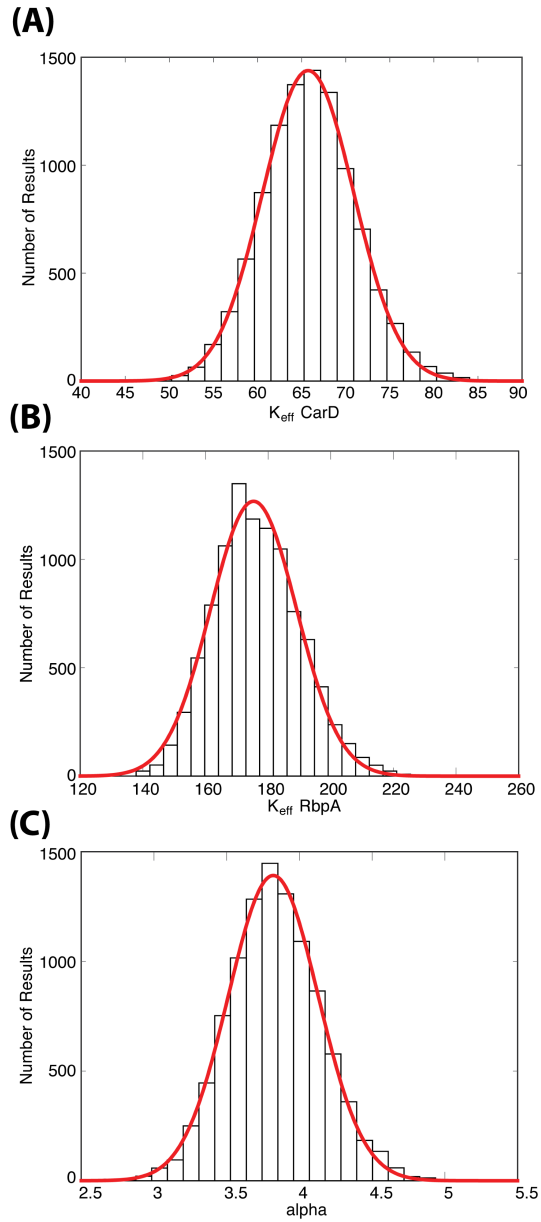 (A)
1500
1000
500
0
Number of Results
40 45 50 55 60 65 70 75 80 85 90
Keff CarD
(B)
1500
1000
500
0
Number of Results
120 140 160 180 200 220 240 260
Keff RbpA
(C)
1500
1000
500
0
Number of Results
2.5 3 3.5 4 4.5 5 5.5
alpha